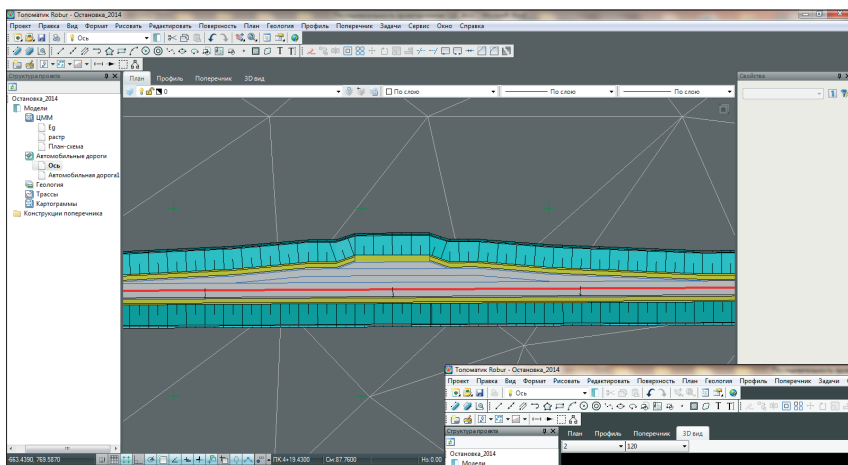 Топоматик Robur - Остановка_2014
Проект Правка Вид Формат Рисовать Редактировать Поверхность План Геология Профиль Поперечник Задачи Сервис Окно Справка
Ось
Структура проекта
План Профиль Поперечник 3D вид
Свойства
0 По слою По слою По слою
Остановка_2014
Модели
ЦММ
Eg
растр
План-схема
Автомобильные дороги
Ось
Автомобильная дорога1
Геология
Трассы
Картограммы
Конструкции поперечника
663.4390, 769.5870 ПК 4+19.4300 См:87.7600 Hо:0.00
Топоматик Robur - Остановка_2014
Проект Правка Вид Формат Рисовать Редактировать Поверхность План Геология Профиль Поперечник Задачи
Ось
Структура проекта
План Профиль Поперечник 3D вид
2 120
Остановка_2014
Модели